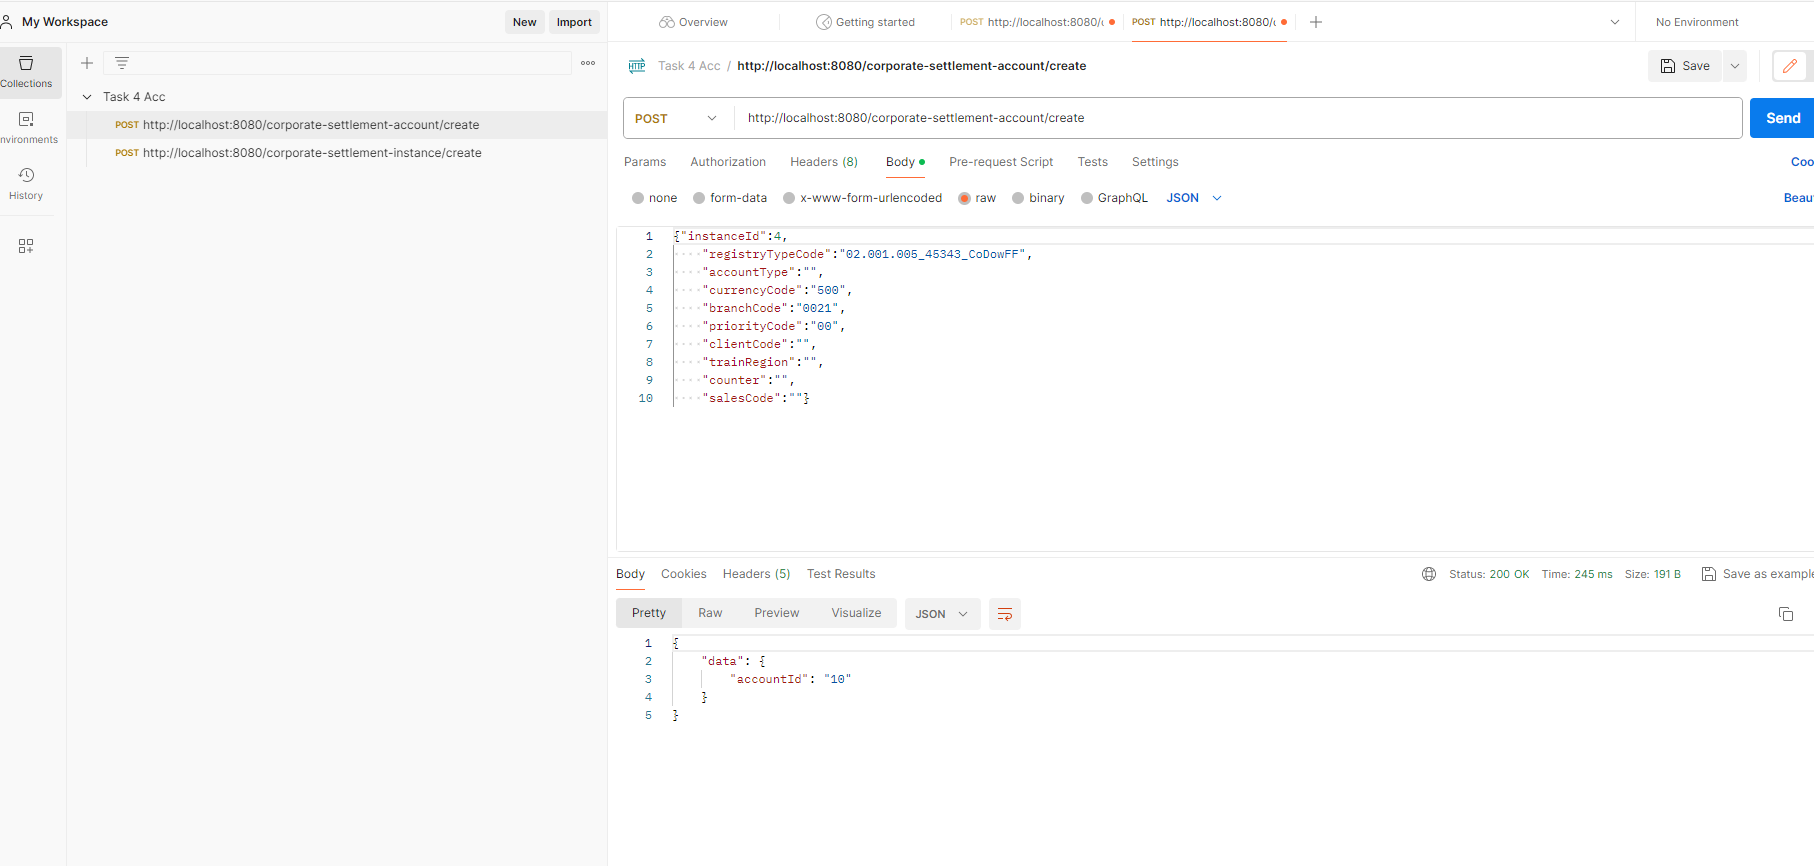 My Workspace
New
Import
Overview
Getting started
POST http://localhost:8080/
POST http://localhost:8080/
No Environment
Collections
nvironments
History
Task 4 Acc
POST http://localhost:8080/corporate-settlement-account/create
POST http://localhost:8080/corporate-settlement-instance/create
HTTP
Task 4 Acc / http://localhost:8080/corporate-settlement-account/create
Save
POST
http://localhost:8080/corporate-settlement-account/create
Send
Params
Authorization
Headers (8)
Body
Pre-request Script
Tests
Settings
Coo
none
form-data
x-www-form-urlencoded
raw
binary
GraphQL
JSON
Beau
1 {"instanceId":4,
2 "registryTypeCode":"02.001.005_45343_CoDowFF",
3 "accountType":"",
4 "currencyCode":"500",
5 "branchCode":"0021",
6 "priorityCode":"00",
7 "clientCode":"",
8 "trainRegion":"",
9 "counter":"",
10 "salesCode":""}
Body
Cookies
Headers (5)
Test Results
Status: 200 OK
Time: 245 ms
Size: 191 B
Save as example
Pretty
Raw
Preview
Visualize
JSON
1 {
2 "data": {
3 "accountId": "10"
4 }
5 }